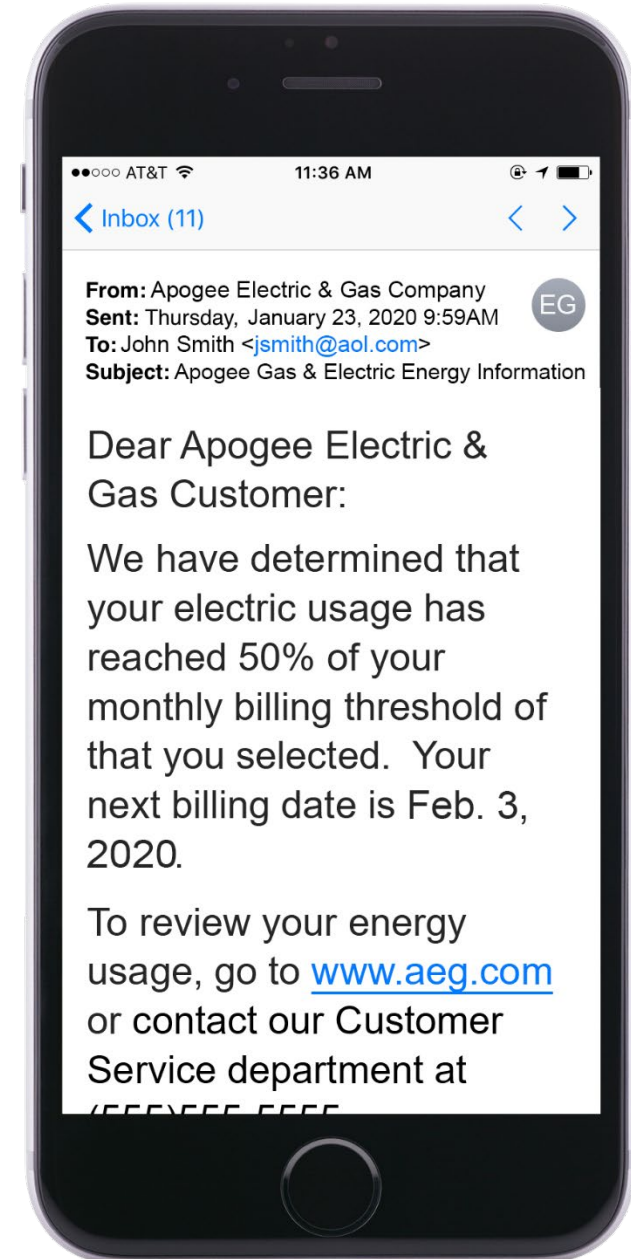 AT&T 11:36 AM
Inbox (11)
From: Apogee Electric & Gas Company
EG
Sent: Thursday, January 23, 2020 9:59AM
To: John Smith <jsmith@aol.com>
Subject: Apogee Gas & Electric Energy Information
Dear Apogee Electric &
Gas Customer:
We have determined that
your electric usage has
reached 50% of your
monthly billing threshold of
that you selected.  Your
next billing date is Feb. 3,
2020.
To review your energy
usage, go to www.aeg.com
or contact our Customer
Service department at
(555)555-5555